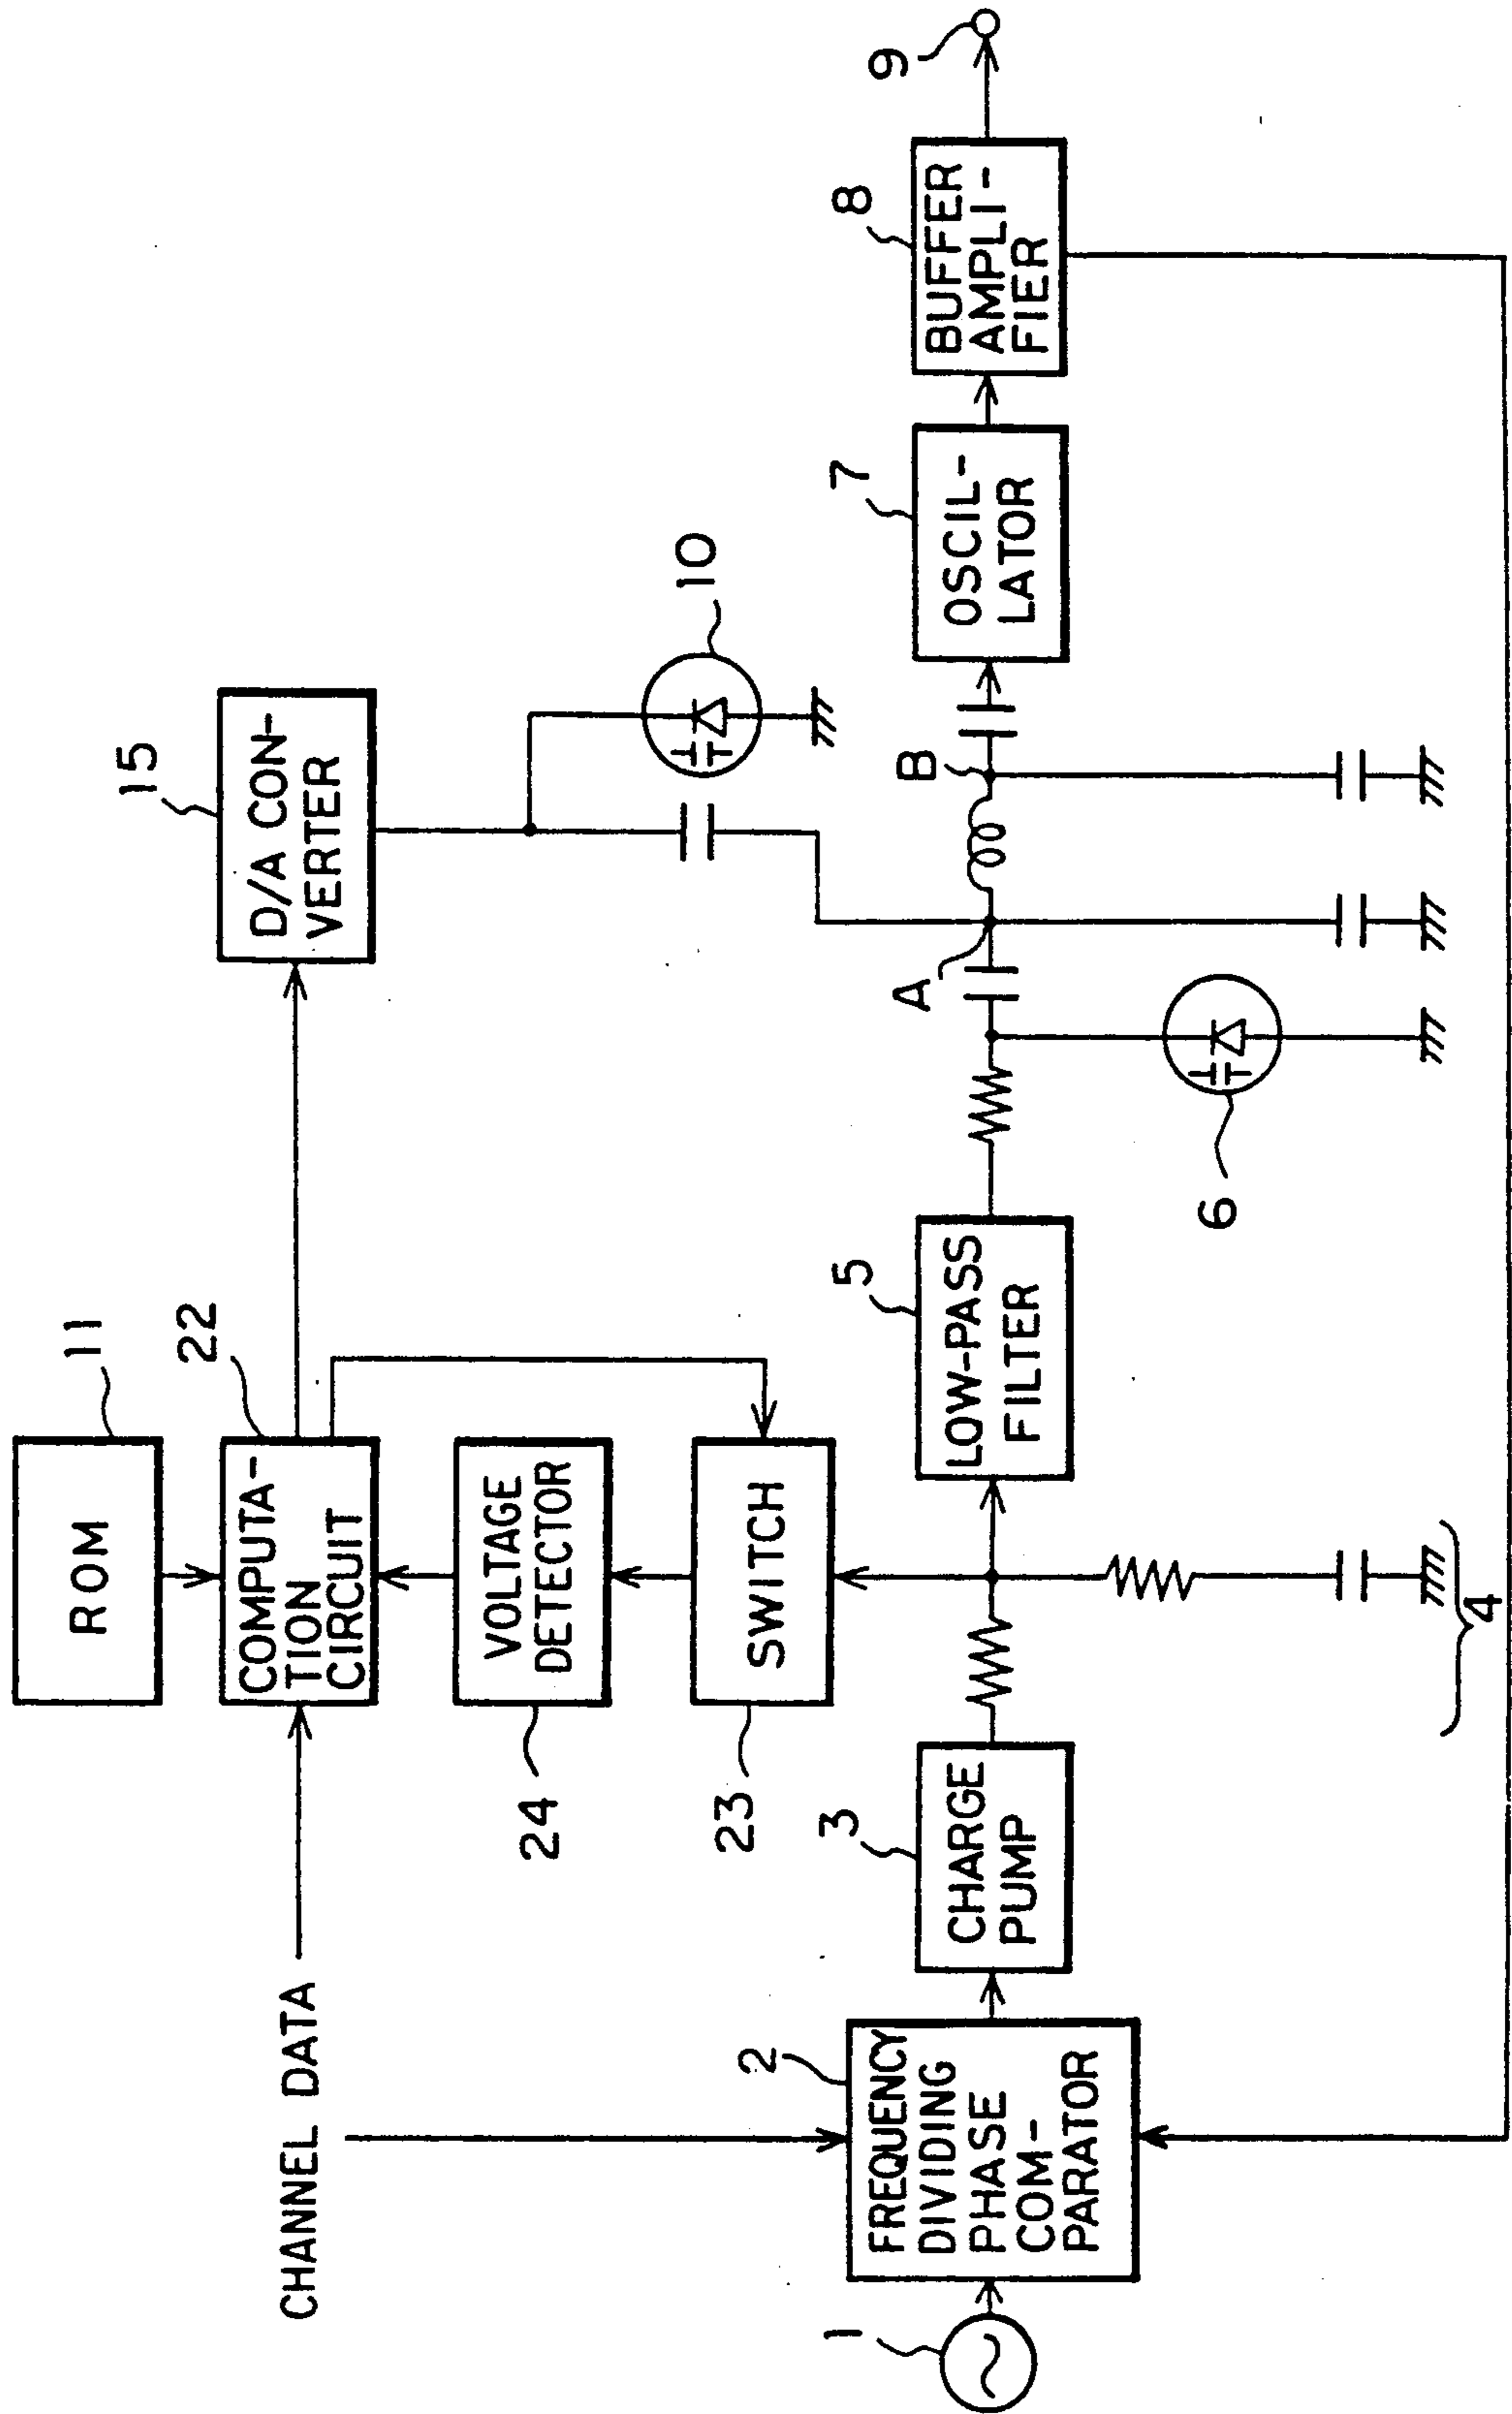 11
ROM
22
COMPUTA-
TION
CIRCUIT
CHANNEL DATA
24
VOLTAGE
DETECTOR
23
SWITCH
15
D/A CON-
VERTER
10
1
2
FREQUENCY
DIVIDING
PHASE
COM-
PARATOR
3
CHARGE
PUMP
4
5
LOW-PASS
FILTER
6
A
B
7
OSCIL-
LATOR
8
BUFFER
AMPLI-
FIER
9